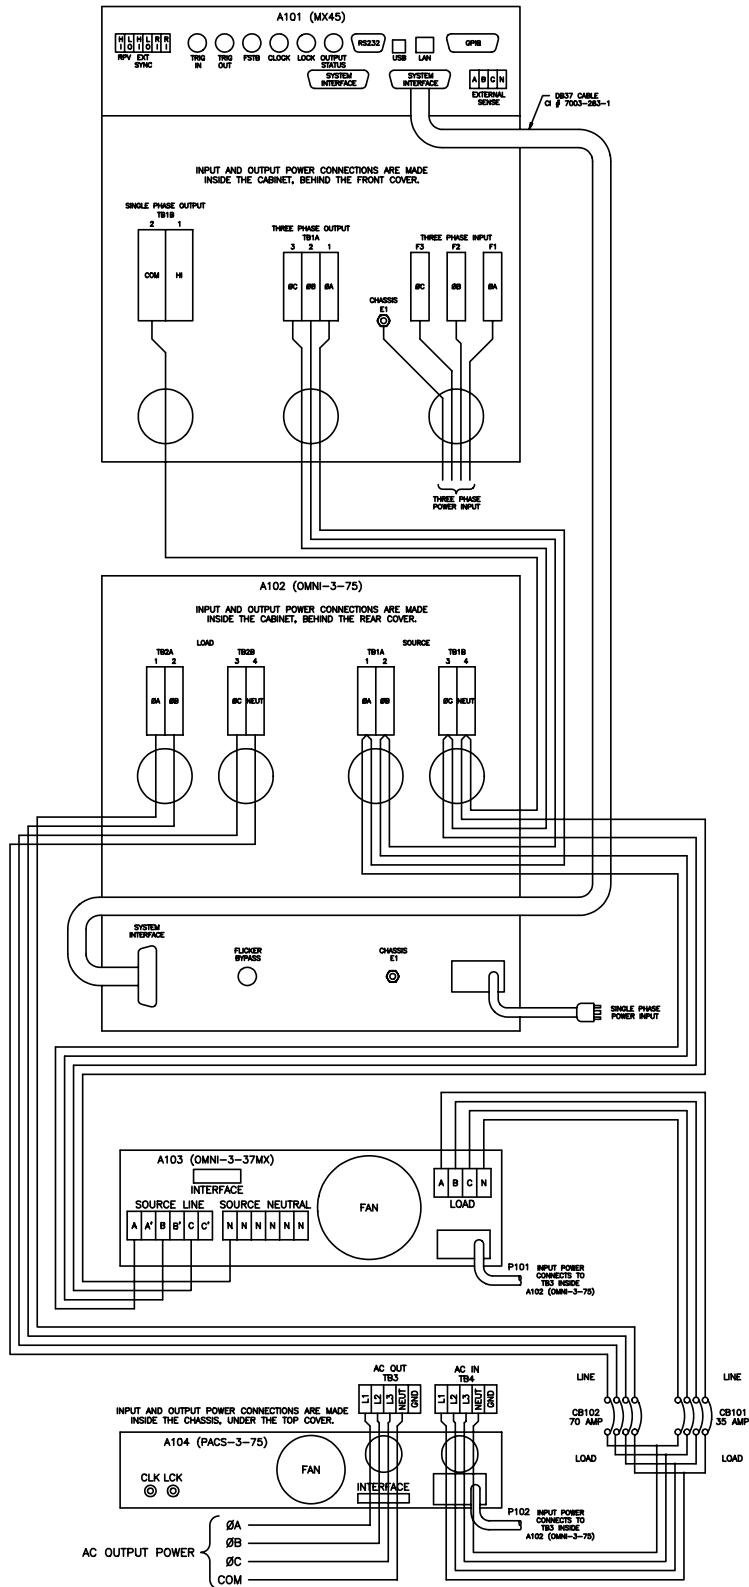 A101 (MX45)
HI LO HI LO RI RI
RPV EXT SYNC
TRIG IN
TRIG OUT
FSTB
CLOCK
LOCK
OUTPUT STATUS
RS232
USB
LAN
GPIB
SYSTEM INTERFACE
SYSTEM INTERFACE
A B C N
EXTERNAL SENSE
DB37 CABLE
CI # 7003-283-1
INPUT AND OUTPUT POWER CONNECTIONS ARE MADE
INSIDE THE CABINET, BEHIND THE FRONT COVER.
SINGLE PHASE OUTPUT
TB1B
2 1
COM HI
THREE PHASE OUTPUT
TB1A
3 2 1
ØC ØB ØA
THREE PHASE INPUT
F3 F2 F1
ØC ØB ØA
CHASSIS
E1
THREE PHASE
POWER INPUT
A102 (OMNI-3-75)
INPUT AND OUTPUT POWER CONNECTIONS ARE MADE
INSIDE THE CABINET, BEHIND THE REAR COVER.
LOAD
SOURCE
TB2A
1 2
ØA ØB
TB2B
3 4
ØC NEUT
TB1A
1 2
ØA ØB
TB1B
3 4
ØC NEUT
SYSTEM
INTERFACE
FLICKER
BYPASS
CHASSIS
E1
SINGLE PHASE
POWER INPUT
A103 (OMNI-3-37MX)
INTERFACE
SOURCE LINE
A A' B B' C C'
SOURCE NEUTRAL
N N N N N N
FAN
A B C N
LOAD
P101
INPUT POWER
CONNECTS TO
TB3 INSIDE
A102 (OMNI-3-75)
LINE
LINE
CB102
70 AMP
CB101
35 AMP
LOAD
LOAD
AC OUT
TB3
L1 L2 L3 NEUT GND
AC IN
TB4
L1 L2 L3 NEUT GND
INPUT AND OUTPUT POWER CONNECTIONS ARE MADE
INSIDE THE CHASSIS, UNDER THE TOP COVER.
A104 (PACS-3-75)
CLK LCK
FAN
INTERFACE
P102
INPUT POWER
CONNECTS TO
TB3 INSIDE
A102 (OMNI-3-75)
AC OUTPUT POWER
ØA
ØB
ØC
COM